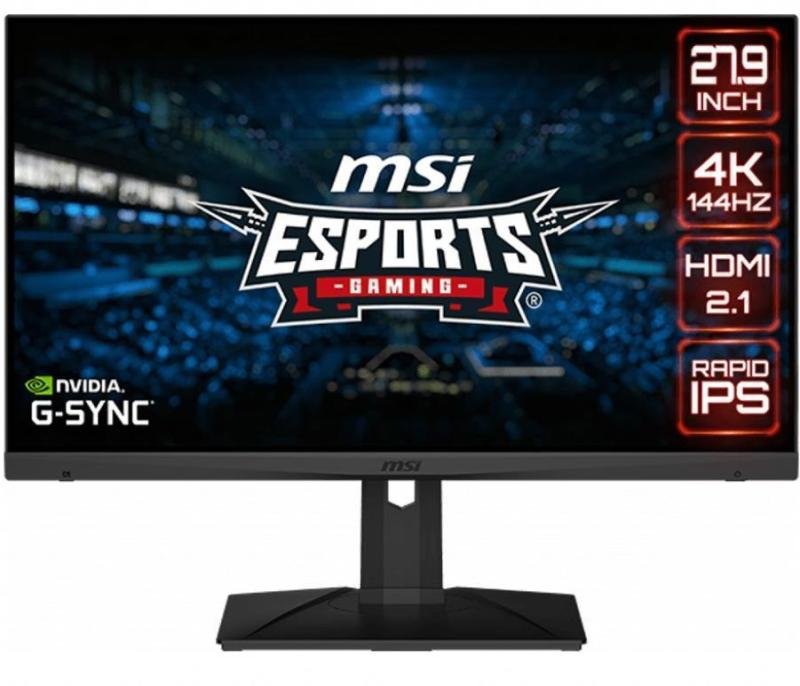 msi
ESPORTS
-GAMING-
®
NVIDIA.
G-SYNC
27.9
INCH
4K
144HZ
HDMI
2.1
RAPID
IPS
msi